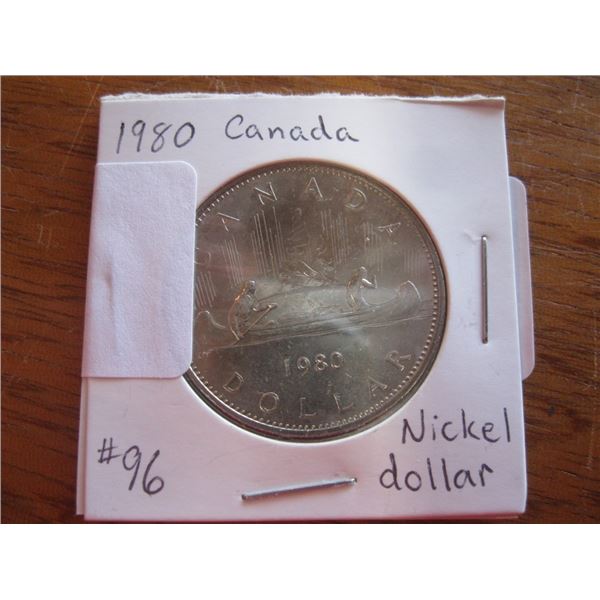 1980 Canada
CANADA
1980
DOLLAR
#96
Nickel
dollar